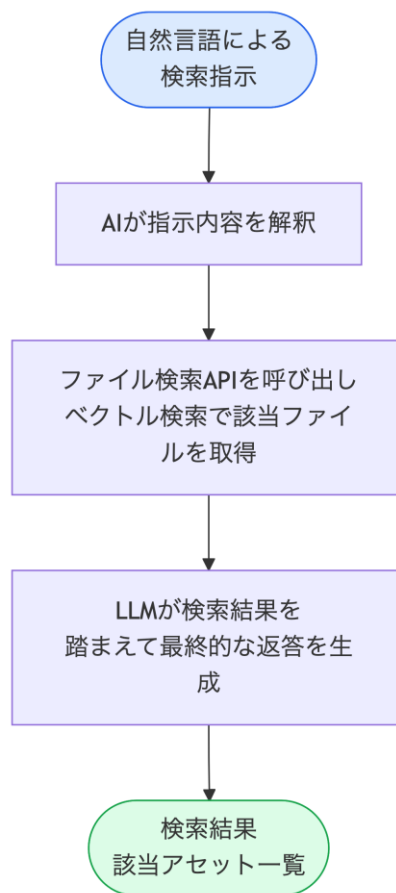 自然言語による
検索指示
AIが指示内容を解釈
ファイル検索APIを呼び出し
ベクトル検索で該当ファイ
ルを取得
LLMが検索結果を
踏まえて最終的な返答を生
成
検索結果
該当アセット一覧